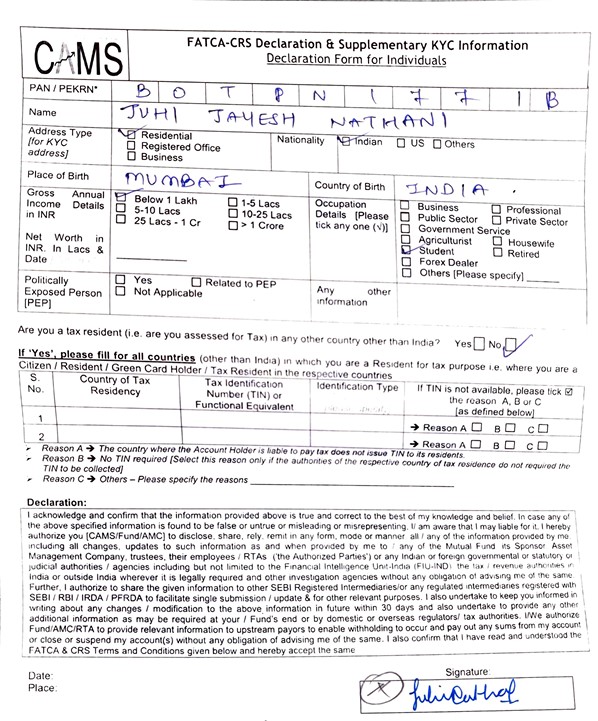 CAMS
FATCA-CRS Declaration & Supplementary KYC Information
Declaration Form for Individuals
PAN / PEKRN* B O T P N 1 7 7 1 B
Name JUHI JAYESH NATHANI
Address Type [for KYC address] Residential Registered Office Business Nationality Indian US Others
Place of Birth MUMBAI Country of Birth INDIA .
Gross Annual Income Details in INR Below 1 Lakh 1-5 Lacs 5-10 Lacs 10-25 Lacs 25 Lacs - 1 Cr > 1 Crore
Net Worth in INR. In Lacs & Date
Occupation Details [Please tick any one (√)] Business Professional Public Sector Private Sector Government Service Agriculturist Housewife Student Retired Forex Dealer Others [Please specify]
Politically Exposed Person [PEP] Yes Related to PEP Not Applicable Any other information
Are you a tax resident (i.e. are you assessed for Tax) in any other country other than India? Yes No
If 'Yes', please fill for all countries (other than India) in which you are a Resident for tax purpose i.e. where you are a
Citizen / Resident / Green Card Holder / Tax Resident in the respective countries
S. No. Country of Tax Residency Tax Identification Number (TIN) or Functional Equivalent Identification Type If TIN is not available, please tick ☑ the reason A, B or C [as defined below]
1 → Reason A B C
2 → Reason A B C
➢ Reason A → The country where the Account Holder is liable to pay tax does not issue TIN to its residents.
➢ Reason B → No TIN required [Select this reason only if the authorities of the respective country of tax residence do not required the
TIN to be collected]
➢ Reason C → Others – Please specify the reasons
Declaration:
I acknowledge and confirm that the information provided above is true and correct to the best of my knowledge and belief. In case any of
the above specified information is found to be false or untrue or misleading or misrepresenting, I/ am aware that I may liable for it. I hereby
authorize you [CAMS/Fund/AMC] to disclose, share, rely, remit in any form, mode or manner all / any of the information provided by me,
including all changes, updates to such information as and when provided by me to / any of the Mutual Fund its Sponsor Asset
Management Company, trustees, their employees / RTAs ('the Authorized Parties') or any Indian or foreign governmental or statutory or
judicial authorities / agencies including but not limited to the Financial Intelligence Unit-India (FIU-IND) the tax / revenue authorities in
India or outside India wherever it is legally required and other investigation agencies without any obligation of advising me of the same.
Further, I authorize to share the given information to other SEBI Registered Intermediaries/or any regulated intermediaries registered with
SEBI / RBI / IRDA / PFRDA to facilitate single submission / update & for other relevant purposes. I also undertake to keep you informed in
writing about any changes / modification to the above information in future within 30 days and also undertake to provide any other
additional information as may be required at your / Fund's end or by domestic or overseas regulators/ tax authorities. I/We authorize
Fund/AMC/RTA to provide relevant information to upstream payors to enable withholding to occur and pay out any sums from my account
or close or suspend my account(s) without any obligation of advising me of the same. I also confirm that I have read and understood the
FATCA & CRS Terms and Conditions given below and hereby accept the same
Date:
Place:
Signature: